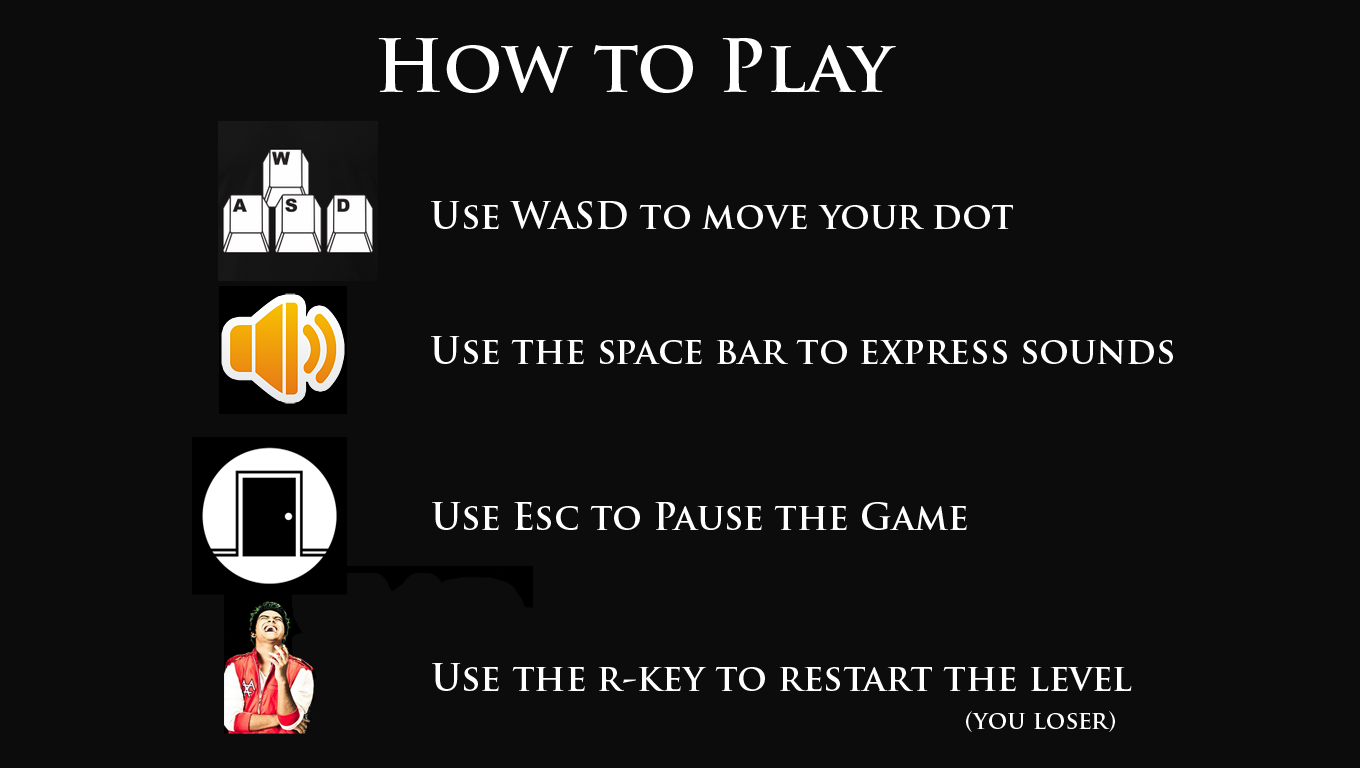 How to Play
W
A S D
Use WASD to move your dot
Use the space bar to express sounds
Use Esc to Pause the Game
Use the r-key to restart the level
(you loser)